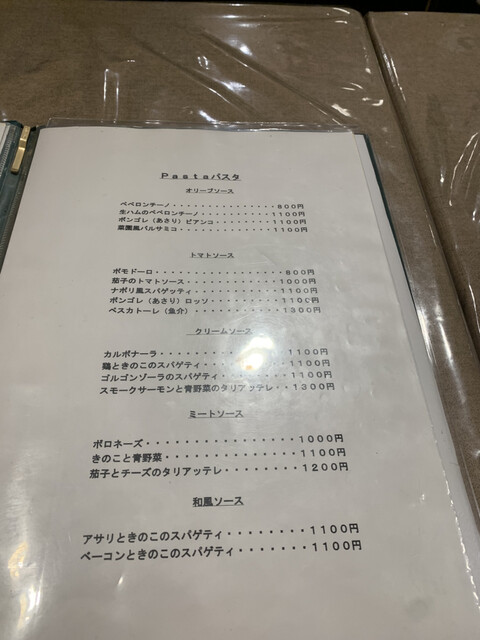 Pastaパスタ
オリーブソース
ペペロンチーノ・・・・・・・・・・・・・・・・800円
生ハムのペペロンチーノ・・・・・・・・・・・1100円
ボンゴレ（あさり）ビアンコ・・・・・・・・・1100円
菜園風バルサミコ・・・・・・・・・・・・・・1100円
トマトソース
ポモドーロ・・・・・・・・・・・・・・・・・・800円
茄子のトマトソース・・・・・・・・・・・・・1000円
ナポリ風スパゲッティ・・・・・・・・・・・・1100円
ボンゴレ（あさり）ロッソ・・・・・・・・・・1100円
ペスカトーレ（魚介）・・・・・・・・・・・・1300円
クリームソース
カルボナーラ・・・・・・・・・・・・・・・1100円
鶏ときのこのスパゲティ・・・・・・・・・・1100円
ゴルゴンゾーラのスパゲティ・・・・・・・・1100円
スモークサーモンと青野菜のタリアッテレ・・1300円
ミートソース
ボロネーズ・・・・・・・・・・・・・・・・1000円
きのこと青野菜・・・・・・・・・・・・・・1100円
茄子とチーズのタリアッテレ・・・・・・・・1200円
和風ソース
アサリときのこのスパゲティ・・・・・・・・1100円
ベーコンときのこのスパゲティ・・・・・・・1100円